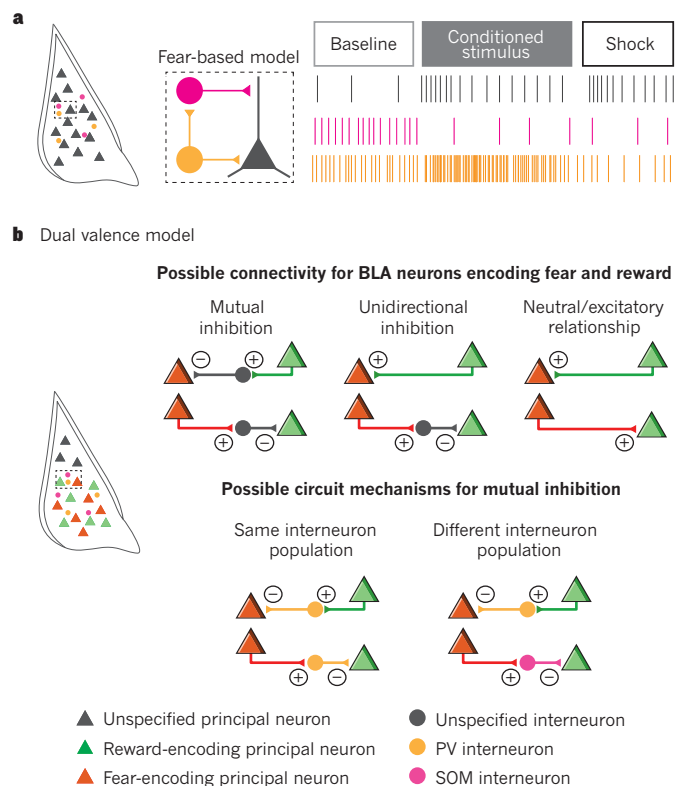 a
Fear-based model
Baseline
Conditioned
stimulus
Shock
b Dual valence model
Possible connectivity for BLA neurons encoding fear and reward
Mutual
inhibition
Unidirectional
inhibition
Neutral/excitatory
relationship
− +
+
+
+ −
+ −
+
Possible circuit mechanisms for mutual inhibition
Same interneuron
population
Different interneuron
population
− +
− +
+ −
+ −
Unspecified principal neuron
Reward-encoding principal neuron
Fear-encoding principal neuron
Unspecified interneuron
PV interneuron
SOM interneuron